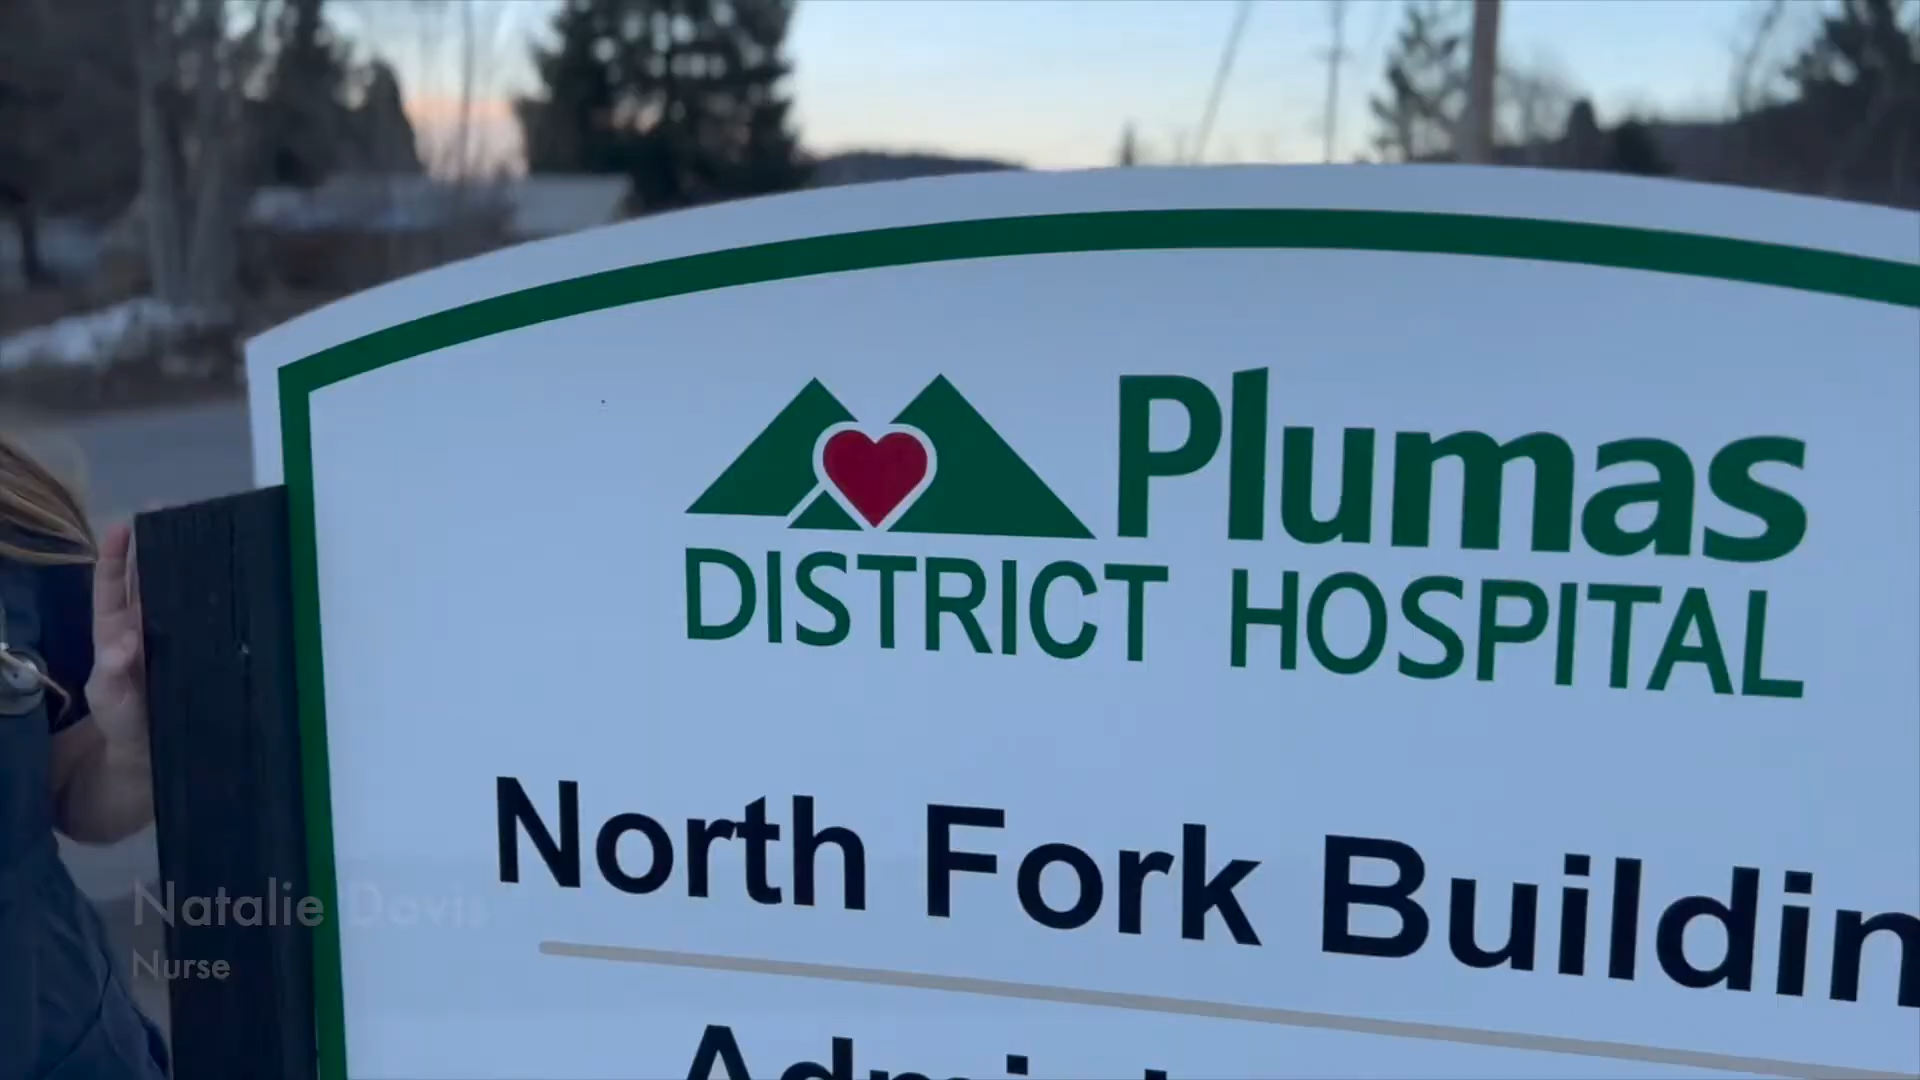 Plumas
DISTRICT HOSPITAL
North Fork Buildin
Natalie Davis
Nurse